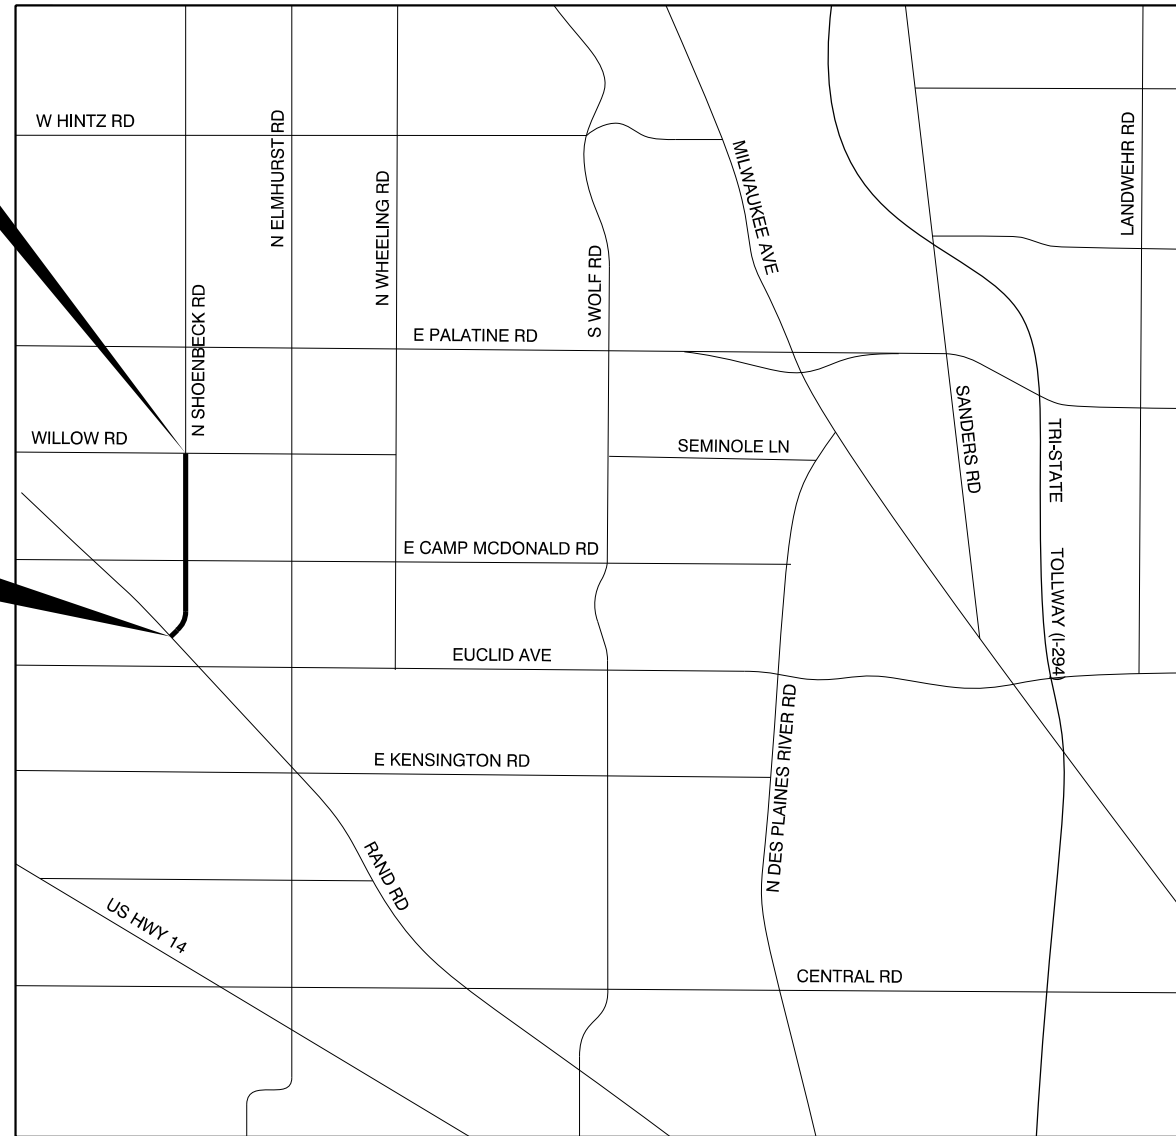 W HINTZ RD
N ELMHURST RD
LANDWEHR RD
MILWAUKEE AVE
N WHEELING RD
S WOLF RD
N SHOENBECK RD
E PALATINE RD
SANDERS RD
WILLOW RD
SEMINOLE LN
TRI-STATE TOLLWAY (I-294)
E CAMP MCDONALD RD
EUCLID AVE
N DES PLAINES RIVER RD
E KENSINGTON RD
RAND RD
US HWY 14
CENTRAL RD